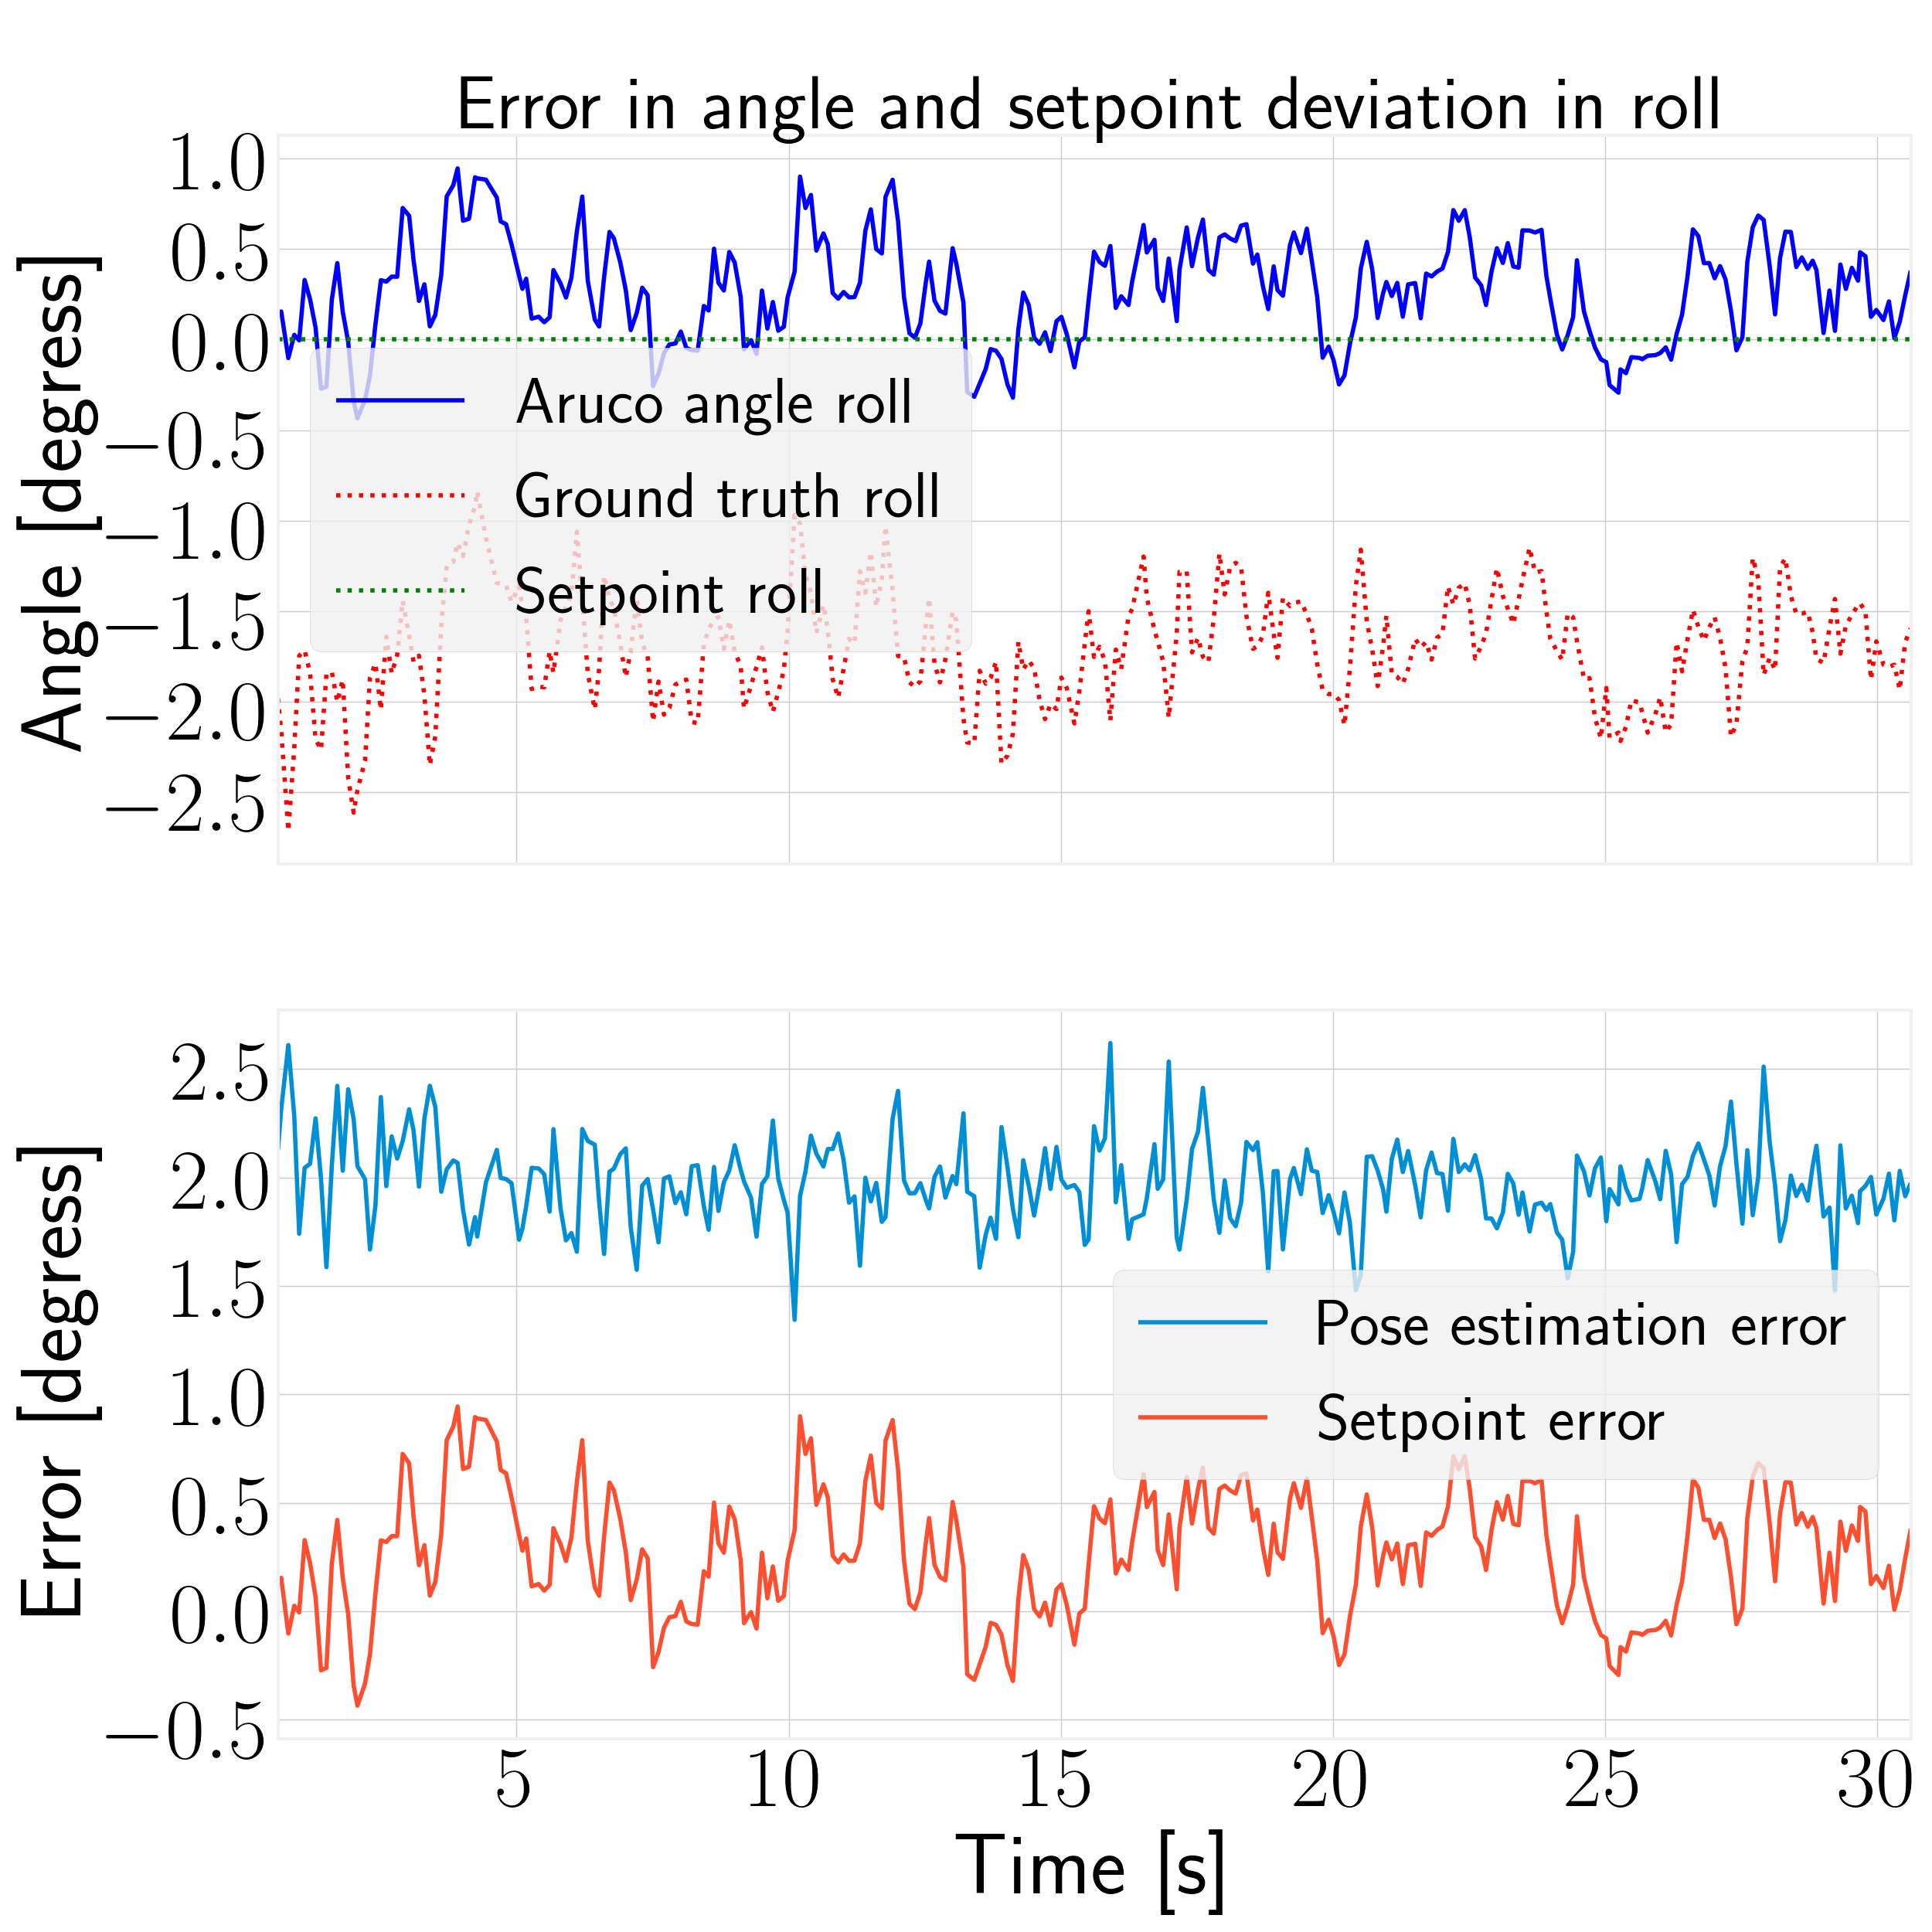 Error in angle and setpoint deviation in roll
Angle [degress]
1.0
0.5
0.0
−0.5
−1.0
−1.5
−2.0
−2.5
Aruco angle roll
Ground truth roll
Setpoint roll
Error [degress]
2.5
2.0
1.5
1.0
0.5
0.0
−0.5
Pose estimation error
Setpoint error
5 10 15 20 25 30
Time [s]